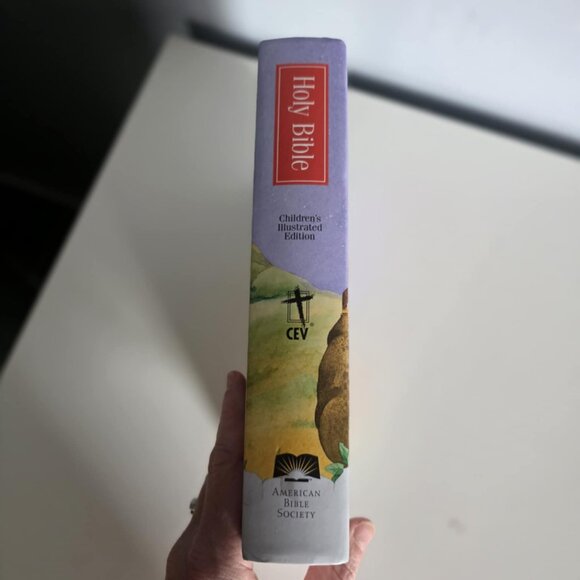 Holy Bible
Children's
Illustrated
Edition
CEV®
AMERICAN
BIBLE
SOCIETY